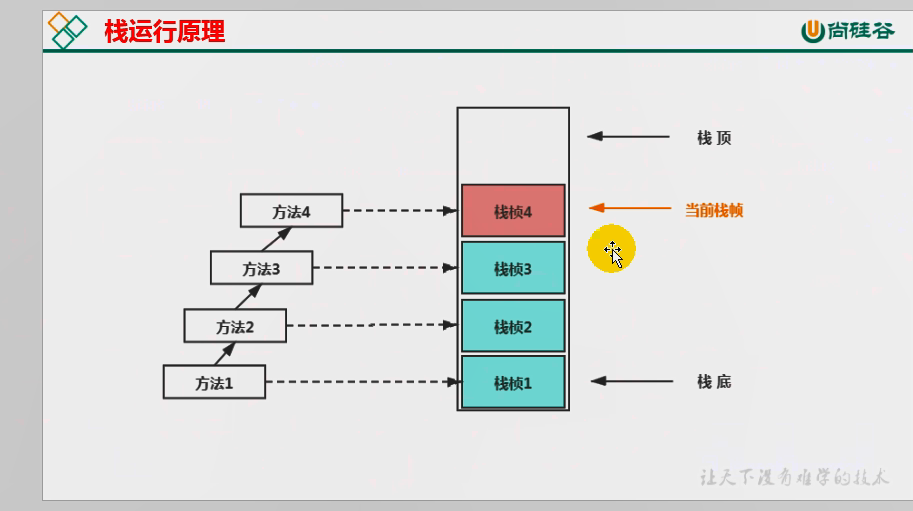 栈运行原理
尚硅谷
栈 顶
方法4
栈桢4
当前栈帧
方法3
栈桢3
方法2
栈桢2
方法1
栈桢1
栈 底
让天下没有难学的技术